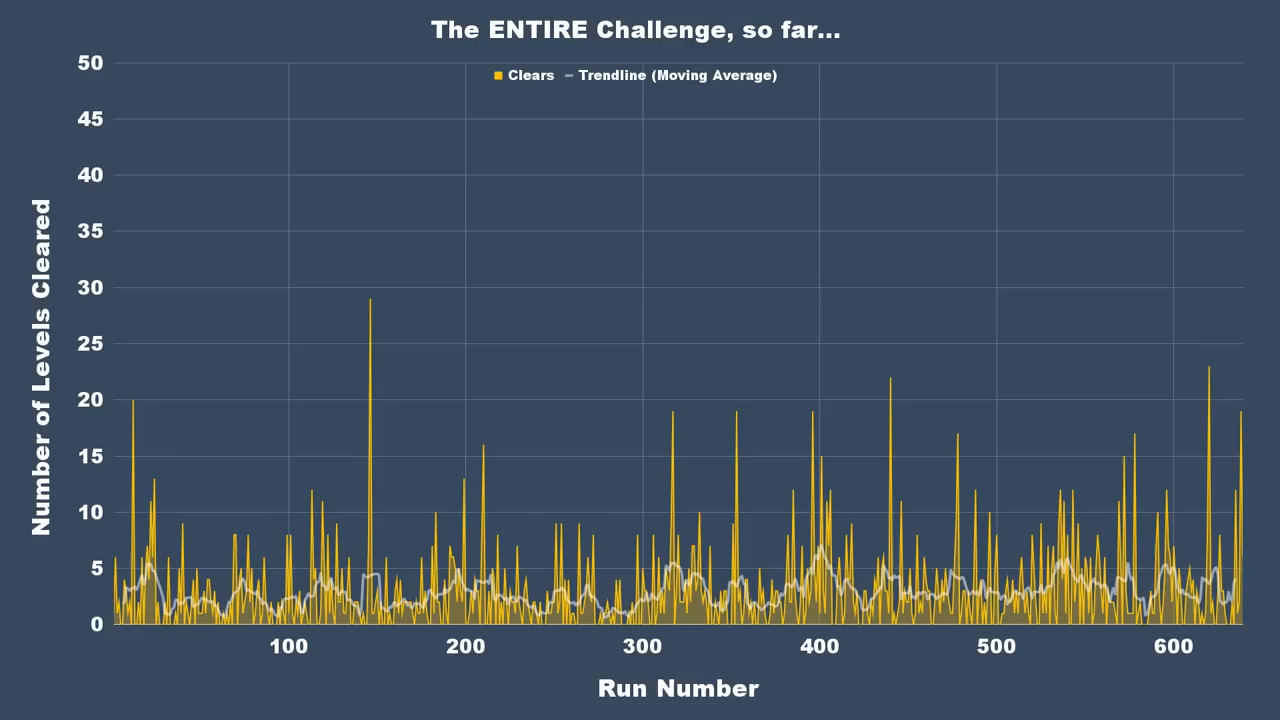 The ENTIRE Challenge, so far...
Clears Trendline (Moving Average)
Number of Levels Cleared
50
45
40
35
30
25
20
15
10
5
0
100 200 300 400 500 600
Run Number